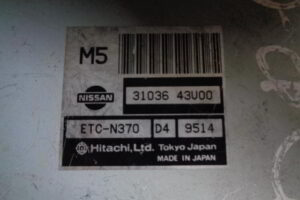 M5
NISSAN
31036 43U00
ETC-N370 D4 9514
Hitachi, Ltd. Tokyo Japan
MADE IN JAPAN